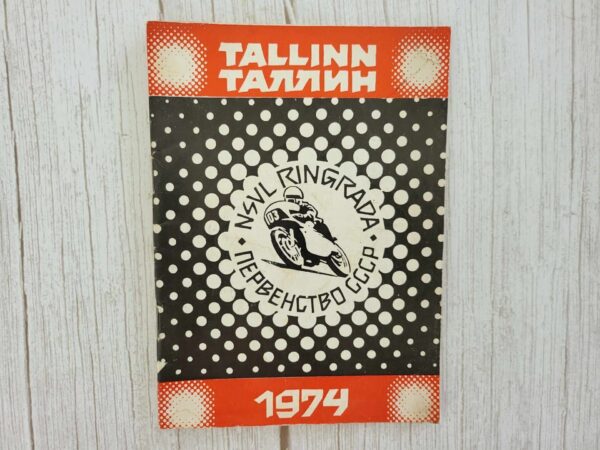 TALLINN
ТАЛЛИН
NSVL RINGRADA
ПЕРВЕНСТВО СССР
1974